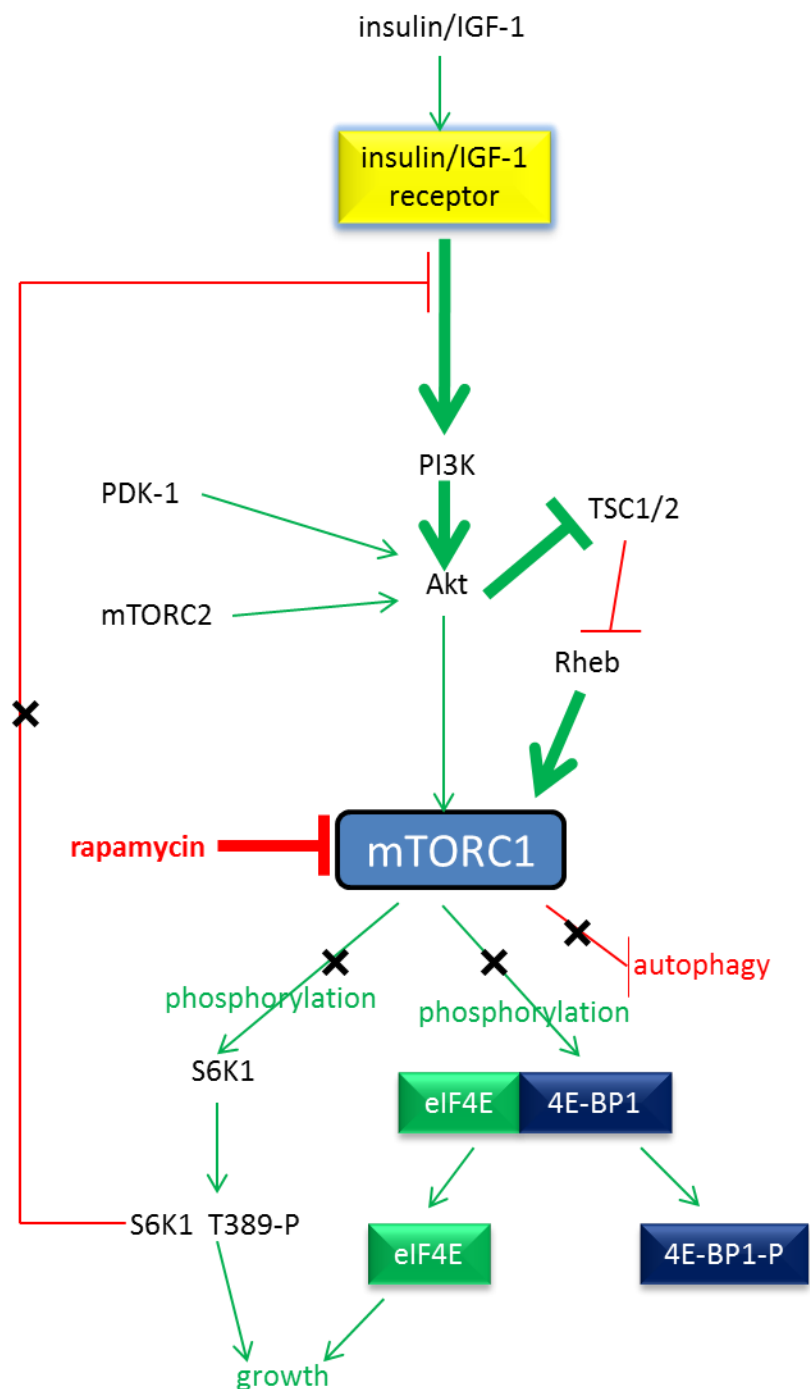 insulin/IGF-1
insulin/IGF-1
receptor
PI3K
PDK-1
TSC1/2
Akt
mTORC2
Rheb
rapamycin
mTORC1
autophagy
phosphorylation
phosphorylation
S6K1
eIF4E
4E-BP1
S6K1 T389-P
eIF4E
4E-BP1-P
growth